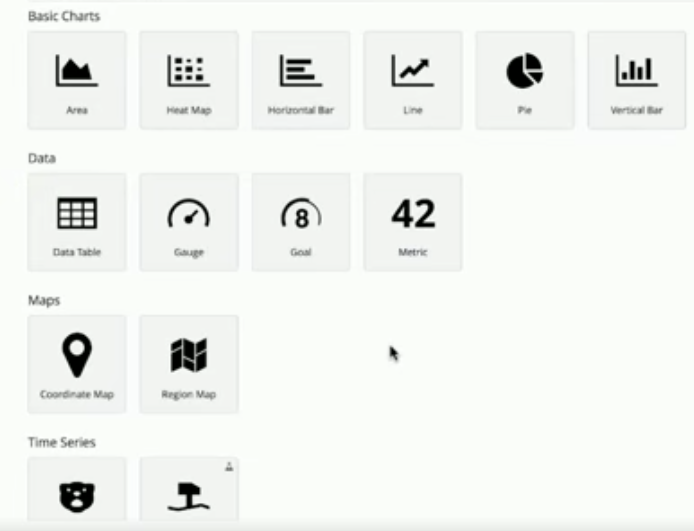 Basic Charts
Area
Heat Map
Horizontal Bar
Line
Pie
Vertical Bar
Data
8
42
Data Table
Gauge
Goal
Metric
Maps
Coordinate Map
Region Map
Time Series